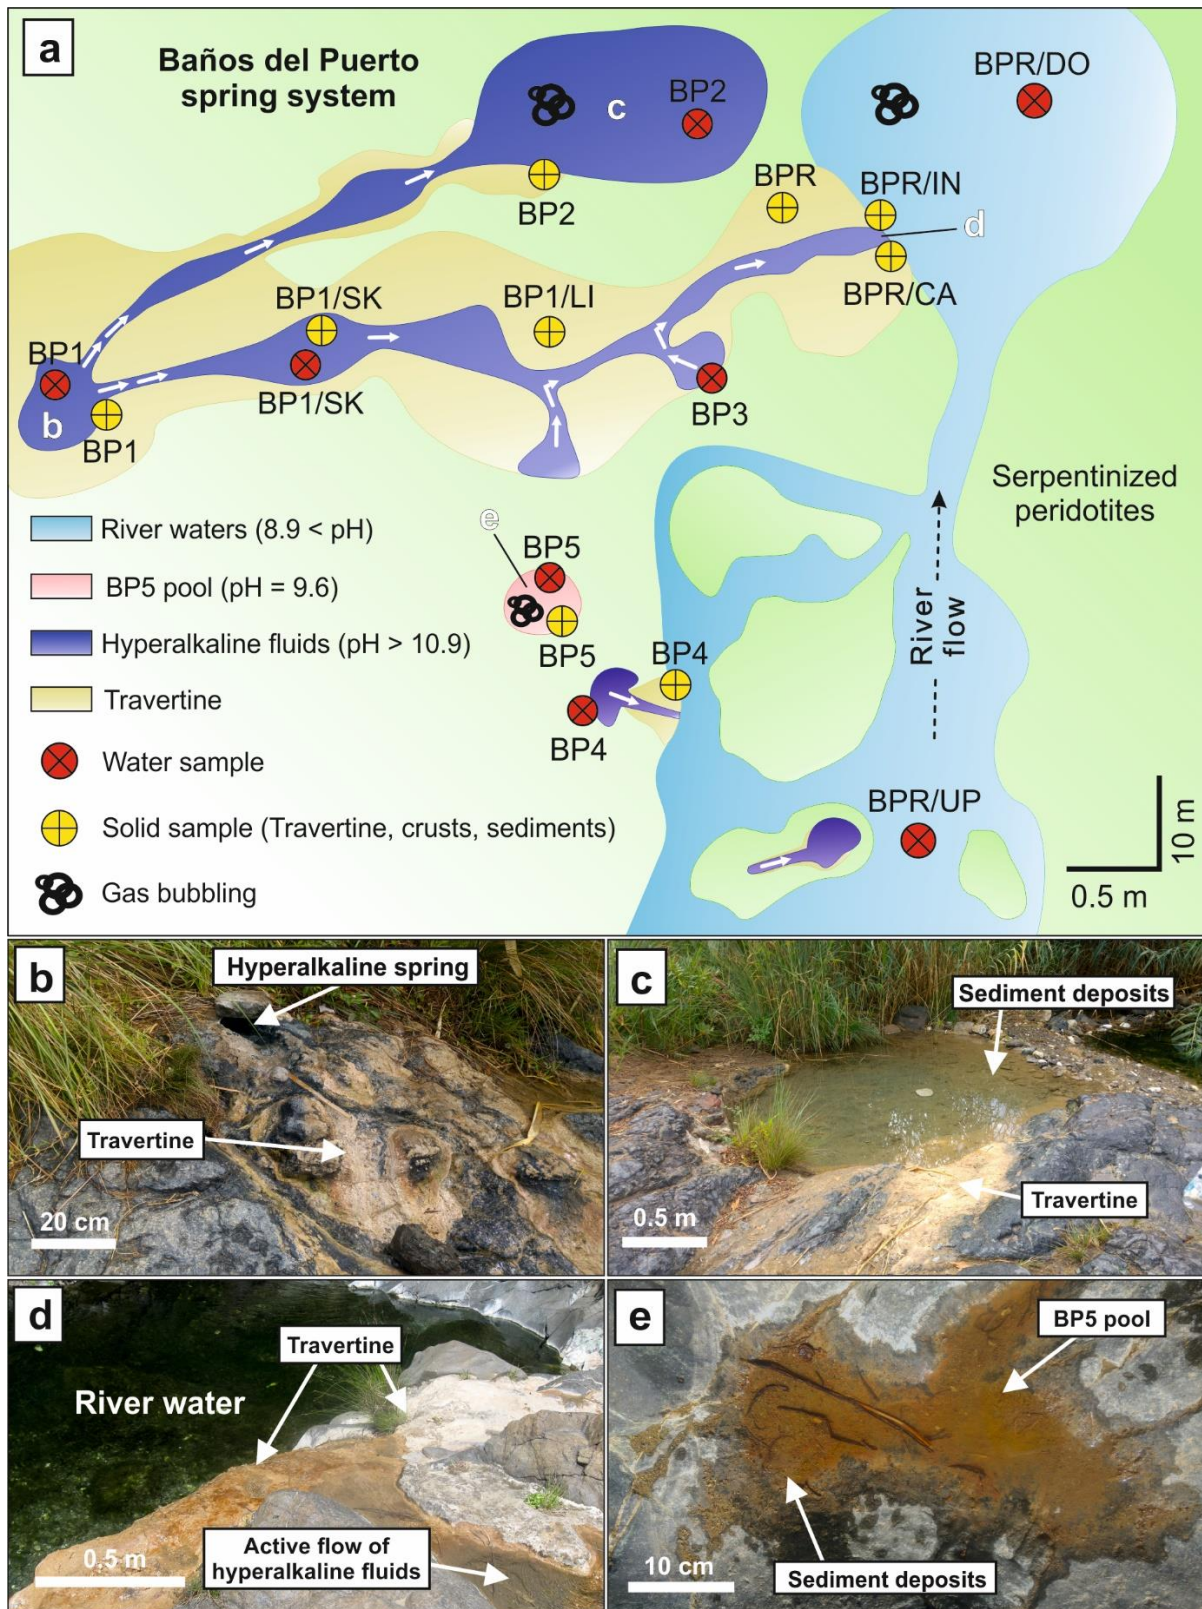 a
Baños del Puerto
spring system
c
BP2
BPR/DO
BP2
BPR
BPR/IN
d
BPR/CA
BP1/SK
BP1/LI
BP1
BP1/SK
BP3
b
BP1
Serpentinized
peridotites
River waters (8.9 < pH)
e
BP5
BP5 pool (pH = 9.6)
BP5
Hyperalkaline fluids (pH > 10.9)
BP4
River
flow
Travertine
BP4
Water sample
BPR/UP
Solid sample (Travertine, crusts, sediments)
10 m
Gas bubbling
0.5 m
b
Hyperalkaline spring
Travertine
20 cm
c
Sediment deposits
Travertine
0.5 m
d
Travertine
River water
Active flow of
hyperalkaline fluids
0.5 m
e
BP5 pool
10 cm
Sediment deposits